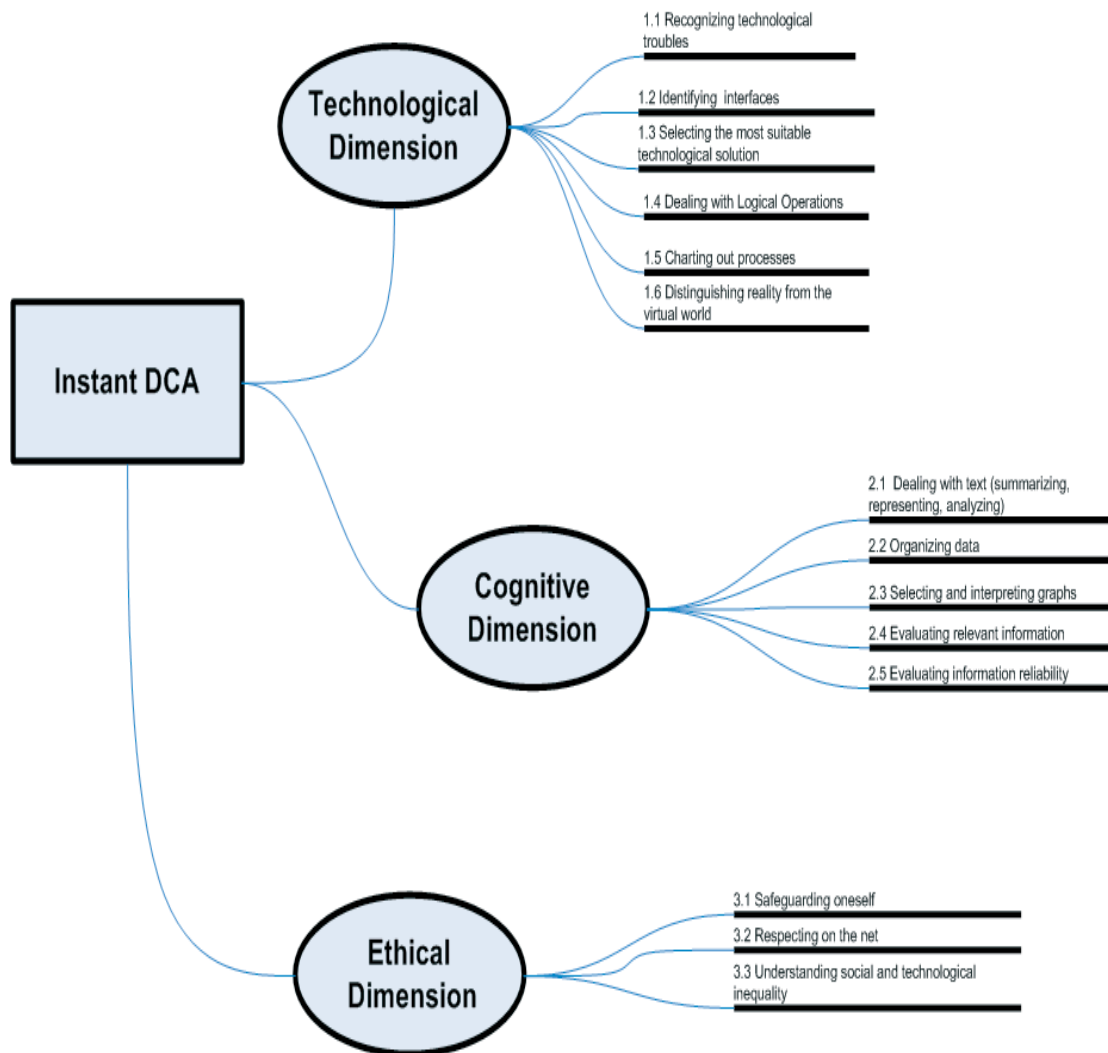 1.1 Recognizing technological
troubles
Technological
Dimension
1.2 Identifying interfaces
1.3 Selecting the most suitable
technological solution
1.4 Dealing with Logical Operations
1.5 Charting out processes
1.6 Distinguishing reality from the
virtual world
Instant DCA
2.1 Dealing with text (summarizing,
representing, analyzing)
2.2 Organizing data
Cognitive
Dimension
2.3 Selecting and interpreting graphs
2.4 Evaluating relevant information
2.5 Evaluating information reliability
3.1 Safeguarding oneself
3.2 Respecting on the net
Ethical
Dimension
3.3 Understanding social and technological
inequality